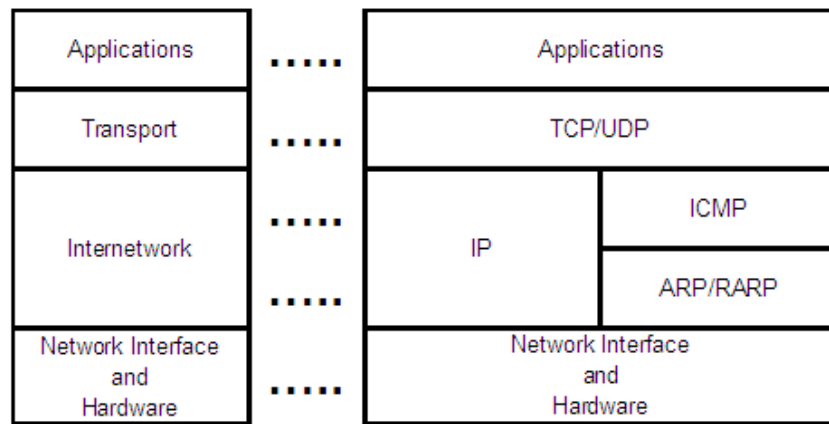 Applications
Applications
Transport
TCP/UDP
Internetwork
IP
ICMP
ARP/RARP
Network Interface
and
Hardware
Network Interface
and
Hardware